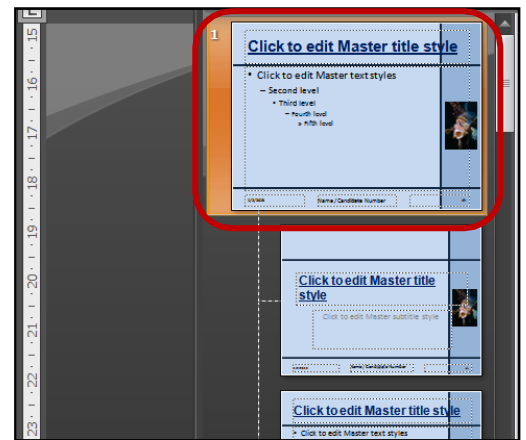 1
Click to edit Master title style
• Click to edit Master text styles
– Second level
• Third level
– Fourth level
» Fifth level
Name/Candidate Number
Click to edit Master title
style
Click to edit Master subtitle style
Name/Candidate Number
Click to edit Master title style
• Click to edit Master text styles
15
16
17
18
19
20
21
22
23